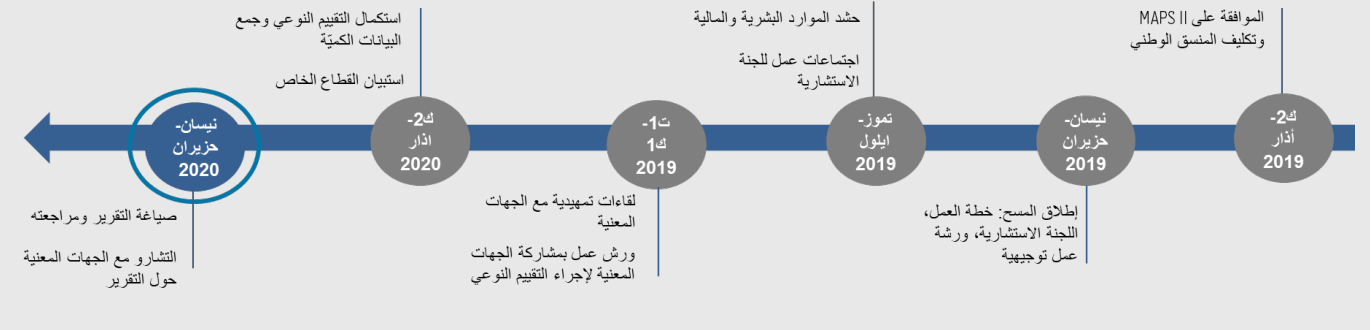 ك2-
أذار
2019
الموافقة على MAPS II
وتكليف المنسق الوطني
نيسان-
حزيران
2019
إطلاق المسح: خطة العمل،
اللجنة الاستشارية، ورشة
عمل توجيهية
تموز-
ايلول
2019
حشد الموارد البشرية والمالية
اجتماعات عمل للجنة
الاستشارية
ت1-
ك1
2019
لقاءات تمهيدية مع الجهات
المعنية
ورش عمل بمشاركة الجهات
المعنية لإجراء التقييم النوعي
ك2-
اذار
2020
استكمال التقييم النوعي وجمع
البيانات الكميّة
استبيان القطاع الخاص
نيسان-
حزيران
2020
صياغة التقرير ومراجعته
التشارو مع الجهات المعنية
حول التقرير